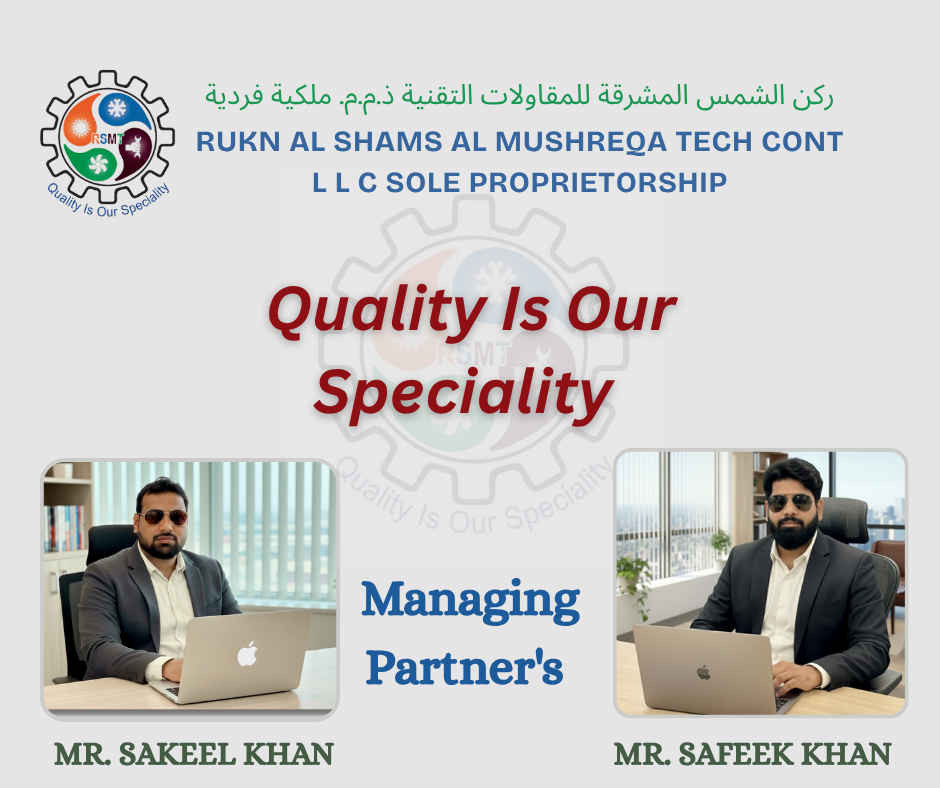 ركن الشمس المشرقة للمقاولات التقنية ذ.م.م. ملكية فردية
RUKN AL SHAMS AL MUSHREQA TECH CONT
L L C SOLE PROPRIETORSHIP
RSMT
Quality Is Our Speciality
Quality Is Our
Speciality
RSMT
Quality Is Our Speciality
Managing
Partner's
MR. SAKEEL KHAN
MR. SAFEEK KHAN